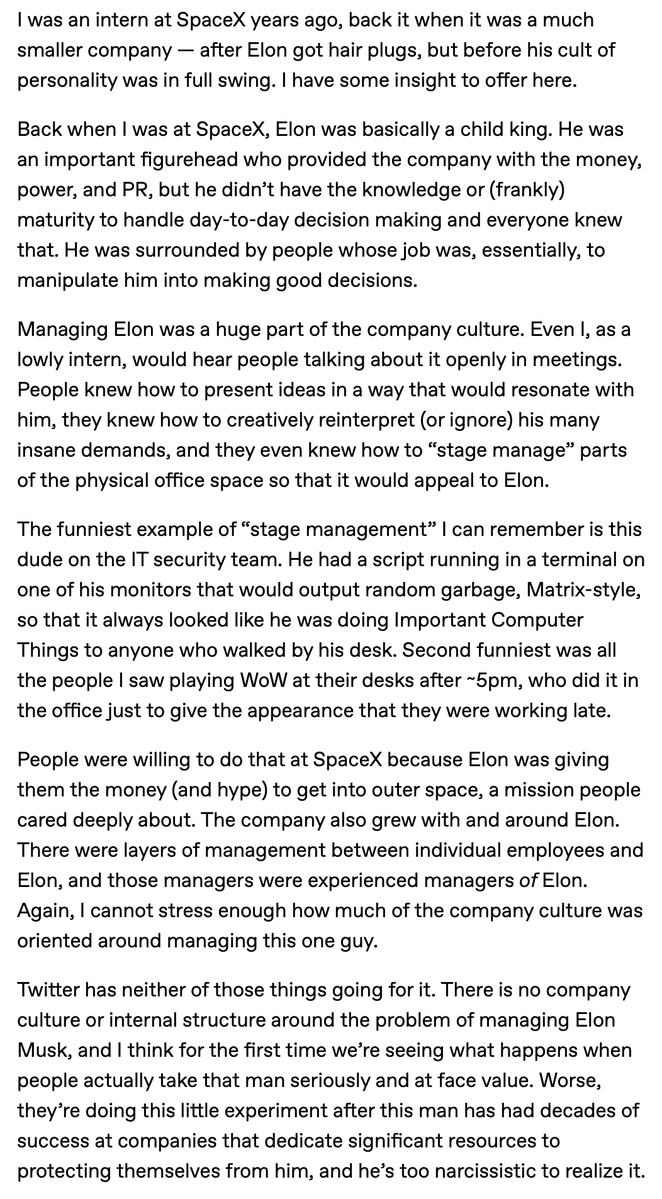 I was an intern at SpaceX years ago, back it when it was a much
smaller company — after Elon got hair plugs, but before his cult of
personality was in full swing. I have some insight to offer here.
Back when I was at SpaceX, Elon was basically a child king. He was
an important figurehead who provided the company with the money,
power, and PR, but he didn’t have the knowledge or (frankly)
maturity to handle day-to-day decision making and everyone knew
that. He was surrounded by people whose job was, essentially, to
manipulate him into making good decisions.
Managing Elon was a huge part of the company culture. Even I, as a
lowly intern, would hear people talking about it openly in meetings.
People knew how to present ideas in a way that would resonate with
him, they knew how to creatively reinterpret (or ignore) his many
insane demands, and they even knew how to “stage manage” parts
of the physical office space so that it would appeal to Elon.
The funniest example of “stage management” I can remember is this
dude on the IT security team. He had a script running in a terminal on
one of his monitors that would output random garbage, Matrix-style,
so that it always looked like he was doing Important Computer
Things to anyone who walked by his desk. Second funniest was all
the people I saw playing WoW at their desks after ~5pm, who did it in
the office just to give the appearance that they were working late.
People were willing to do that at SpaceX because Elon was giving
them the money (and hype) to get into outer space, a mission people
cared deeply about. The company also grew with and around Elon.
There were layers of management between individual employees and
Elon, and those managers were experienced managers of Elon.
Again, I cannot stress enough how much of the company culture was
oriented around managing this one guy.
Twitter has neither of those things going for it. There is no company
culture or internal structure around the problem of managing Elon
Musk, and I think for the first time we’re seeing what happens when
people actually take that man seriously and at face value. Worse,
they’re doing this little experiment after this man has had decades of
success at companies that dedicate significant resources to
protecting themselves from him, and he’s too narcissistic to realize it.